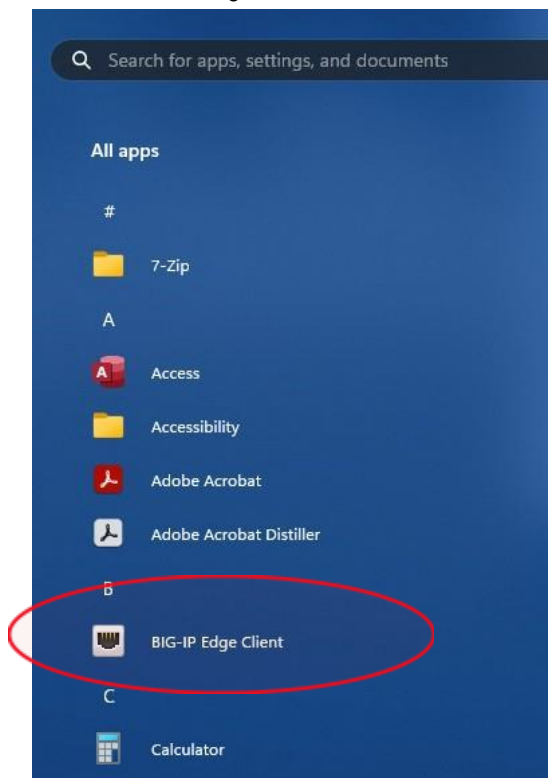 Search for apps, settings, and documents
All apps
#
7-Zip
A
Access
Accessibility
Adobe Acrobat
Adobe Acrobat Distiller
B
BIG-IP Edge Client
C
Calculator